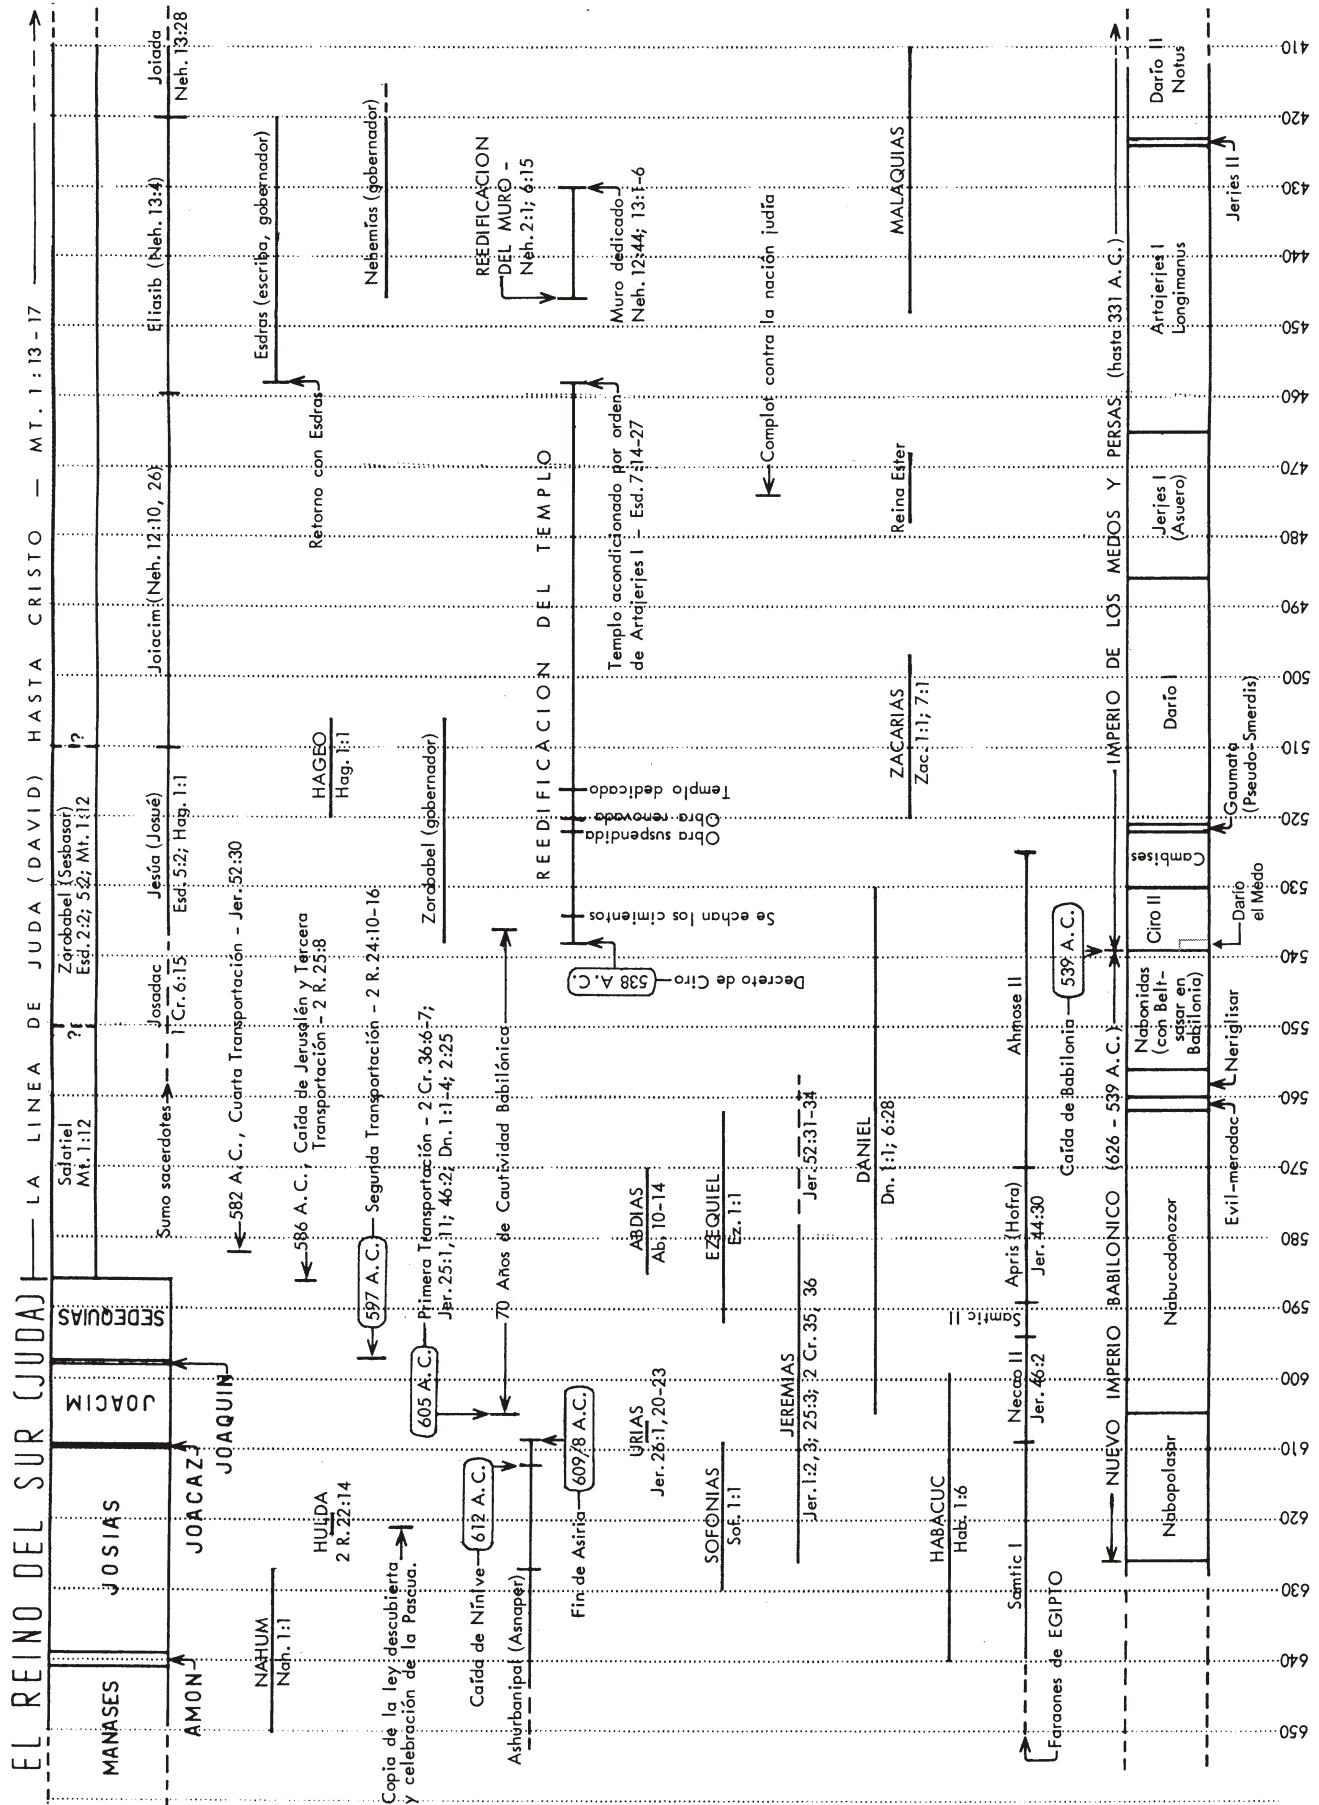 EL REINO DEL SUR (JUDA)
LA LINEA DE JUDA (DAVID) HASTA CRISTO — MT. 1:13-17
MANASES
AMON
JOSIAS
JOACAZ
JOACIM
JOAQUIN
SEDEQUIAS
Salatiel
Mt. 1:12
??
Zorobabel (Sesbasar)
Esd. 2:2; 5:2; Mt. 1:12
??
Sumo sacerdotes
Josadac
1 Cr. 6:15
Jesúa (Josué)
Esd. 5:2; Hag. 1:1
Joiacim (Neh. 12:10, 26)
Eliasib (Neh. 13:4)
Joiada
Neh. 13:28
NAHUM
Nah. 1:1
582 A.C., Cuarta Transportación - Jer. 52:30
Esdras (escriba, gobernador)
Retorno con Esdras
HULDA
2 R. 22:14
586 A.C., Caída de Jerusalén y Tercera
Transportación - 2 R. 25:8
HAGEO
Hag. 1:1
Nehemías (gobernador)
597 A.C.
Segunda Transportación - 2 R. 24:10-16
Copia de la ley descubierta
y celebración de la Pascua.
605 A.C.
Primera Transportación - 2 Cr. 36:6-7;
Jer. 25:1, 11; 46:2; Dn. 1:1-4; 2:25
Zorobabel (gobernador)
Caída de Nínive
612 A.C.
70 Años de Cautividad Babilónica
REEDIFICACION
DEL MURO -
Neh. 2:1; 6:15
Ashurbanipal (Asnaper)
Fin de Asiria
609/8 A.C.
REEDIFICACION DEL TEMPLO
538 A.C.
Decreto de Ciro
Se echan los cimientos
Obra suspendida
Obra renovada
Templo dedicado
Templo acondicionado por orden
de Artajerjes I - Esd. 7:14-27
Muro dedicado
Neh. 12:44; 13:1-6
URIAS
Jer. 26:1, 20-23
ABDIAS
Ab. 10-14
SOFONIAS
Sof. 1:1
EZEQUIEL
Ez. 1:1
Complot contra la nación judía
JEREMIAS
Jer. 1:2, 3; 25:3; 2 Cr. 35, 36
Jer. 52:31-34
DANIEL
Dn. 1:1; 6:28
ZACARIAS
Zac. 1:1; 7:1
Reina Ester
MALAQUIAS
HABACUC
Hab. 1:6
Faraones de EGIPTO
Samtic I
Necao II
Jer. 46:2
Samtic II
Apris (Hofra)
Jer. 44:30
Ahmose II
Caída de Babilonia
539 A.C.
NUEVO IMPERIO BABILONICO (626 - 539 A.C.)
IMPERIO DE LOS MEDOS Y PERSAS (hasta 331 A.C.)
Nabopolasar
Nabucodonozor
Evil-merodac
Neriglisar
Nabonidas
(con Belt-
sasar en
Babilonia)
Ciro II
Darío
el Medo
Cambises
Gaumata
(Pseudo-Smerdis)
Darío I
Jerjes I
(Asuero)
Artajerjes I
Longimanus
Jerjes II
Darío II
Notus
650
640
630
620
610
600
590
580
570
560
550
540
530
520
510
500
490
480
470
460
450
440
430
420
410